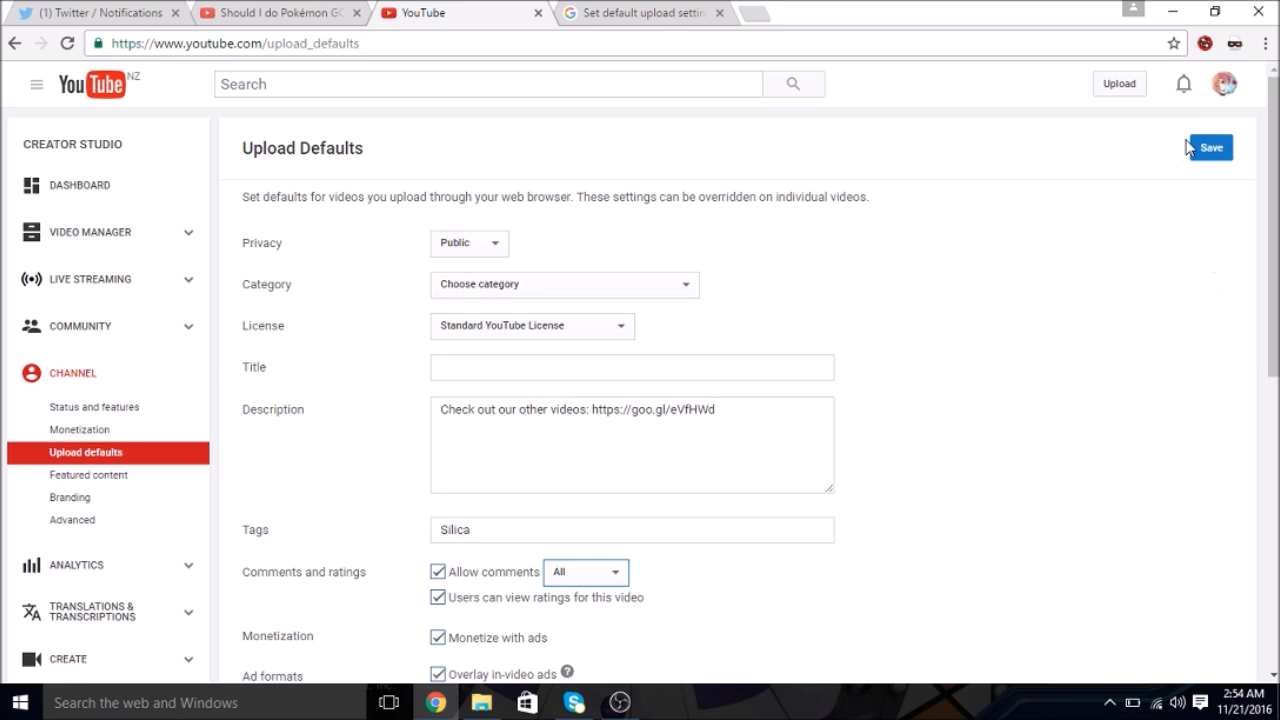 (1) Twitter / Notifications
Should I do Pokémon GO
YouTube
Set default upload settin
https://www.youtube.com/upload_defaults
YouTube NZ
Search
Upload
CREATOR STUDIO
DASHBOARD
VIDEO MANAGER
LIVE STREAMING
COMMUNITY
CHANNEL
Status and features
Monetization
Upload defaults
Featured content
Branding
Advanced
ANALYTICS
TRANSLATIONS &
TRANSCRIPTIONS
CREATE
Upload Defaults
Save
Set defaults for videos you upload through your web browser. These settings can be overridden on individual videos.
Privacy
Public
Category
Choose category
License
Standard YouTube License
Title
Description
Check out our other videos: https://goo.gl/eVfHWd
Tags
Silica
Comments and ratings
Allow comments
All
Users can view ratings for this video
Monetization
Monetize with ads
Ad formats
Overlay in-video ads ?
Search the web and Windows
2:54 AM
11/21/2016